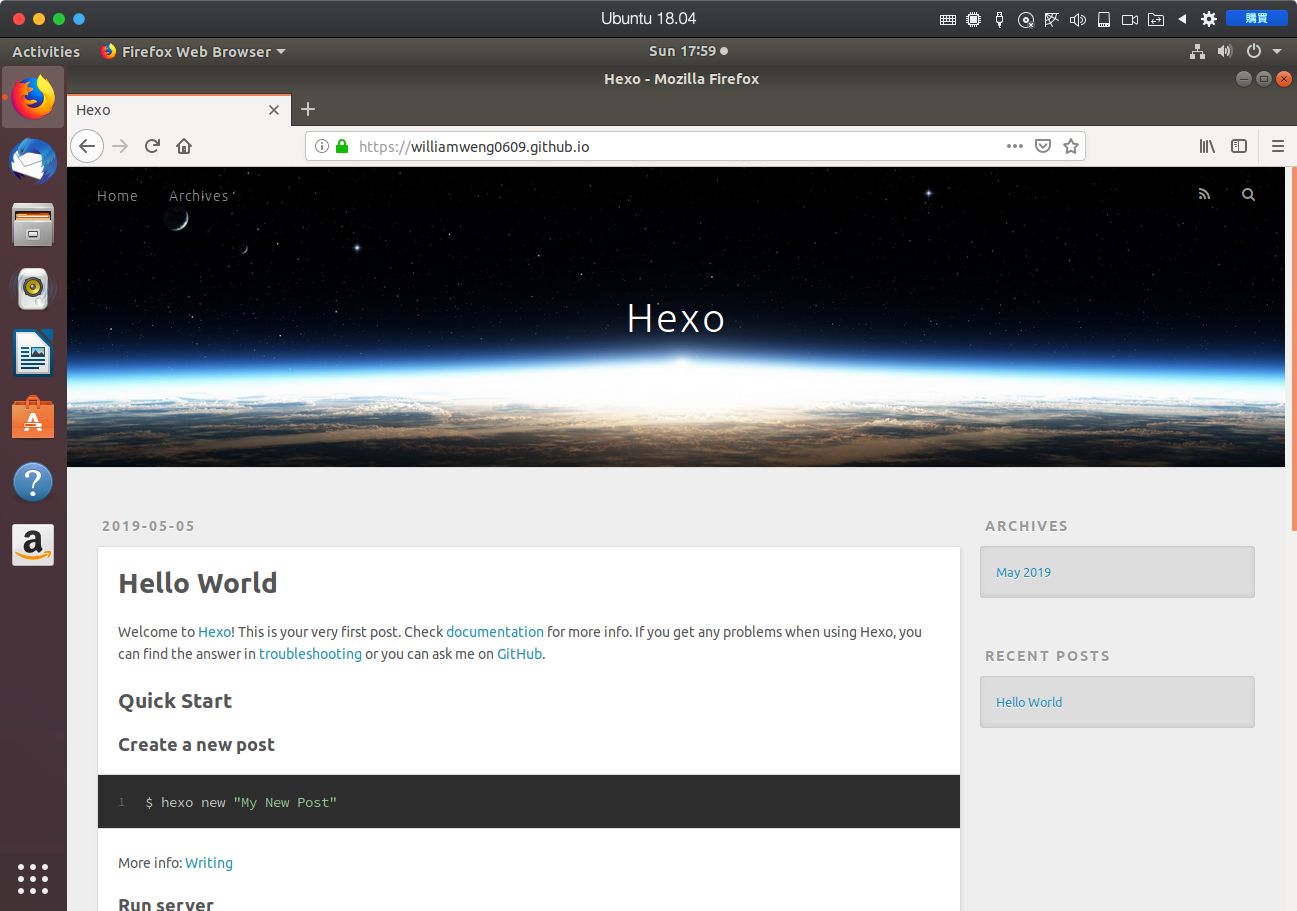 Ubuntu 18.04
購買
Activities
Firefox Web Browser
Sun 17:59
Hexo - Mozilla Firefox
Hexo
https://williamweng0609.github.io
Home
Archives
Hexo
2019-05-05
Hello World
Welcome to Hexo! This is your very first post. Check documentation for more info. If you get any problems when using Hexo, you
can find the answer in troubleshooting or you can ask me on GitHub.
Quick Start
Create a new post
1 $ hexo new "My New Post"
More info: Writing
Run server
ARCHIVES
May 2019
RECENT POSTS
Hello World